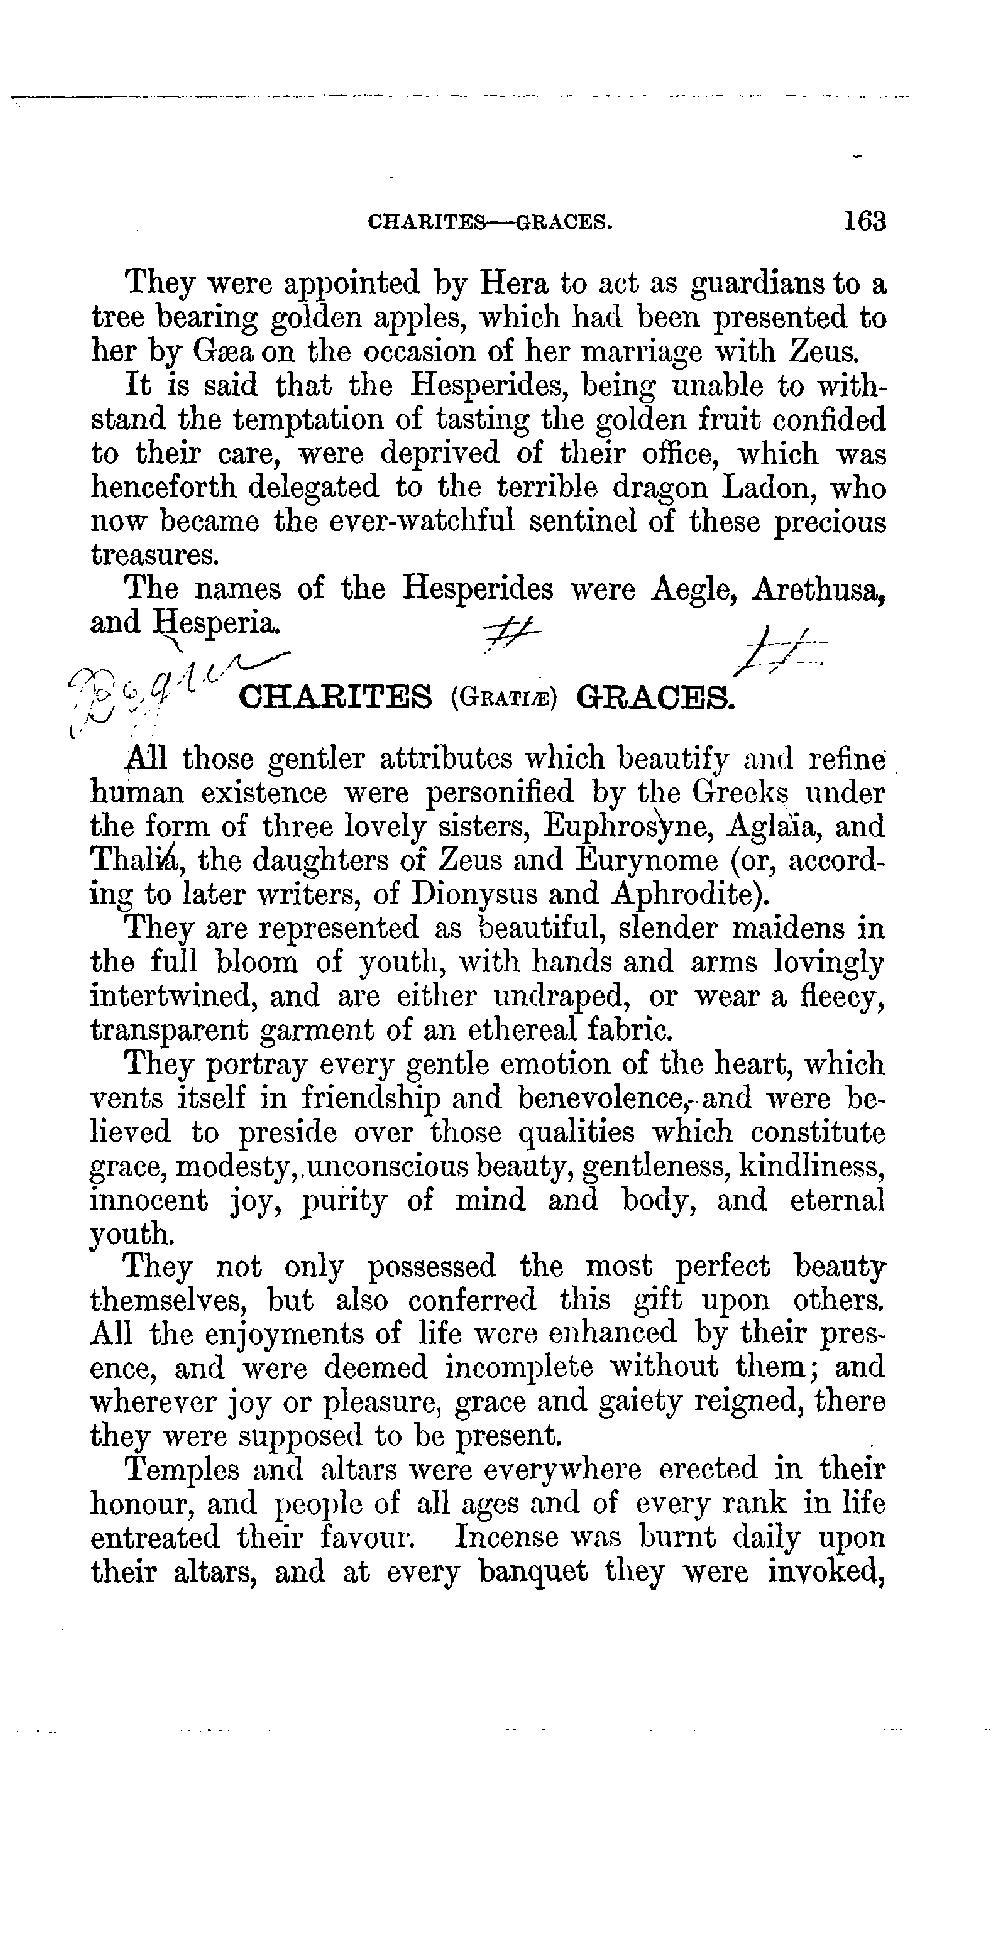 CHARITES—GRACES. 163
They were appointed by Hera to act as guardians to a
tree bearing golden apples, which had been presented to
her by Gæa on the occasion of her marriage with Zeus.
It is said that the Hesperides, being unable to with-
stand the temptation of tasting the golden fruit confided
to their care, were deprived of their office, which was
henceforth delegated to the terrible dragon Ladon, who
now became the ever-watchful sentinel of these precious
treasures.
The names of the Hesperides were Aegle, Arethusa,
and Hesperia.
# #
CHARITES (GRATIÆ) GRACES.
All those gentler attributes which beautify and refine
human existence were personified by the Greeks under
the form of three lovely sisters, Euphrosyne, Aglaia, and
Thalia, the daughters of Zeus and Eurynome (or, accord-
ing to later writers, of Dionysus and Aphrodite).
They are represented as beautiful, slender maidens in
the full bloom of youth, with hands and arms lovingly
intertwined, and are either undraped, or wear a fleecy,
transparent garment of an ethereal fabric.
They portray every gentle emotion of the heart, which
vents itself in friendship and benevolence, and were be-
lieved to preside over those qualities which constitute
grace, modesty, unconscious beauty, gentleness, kindliness,
innocent joy, purity of mind and body, and eternal
youth.
They not only possessed the most perfect beauty
themselves, but also conferred this gift upon others.
All the enjoyments of life were enhanced by their pres-
ence, and were deemed incomplete without them; and
wherever joy or pleasure, grace and gaiety reigned, there
they were supposed to be present.
Temples and altars were everywhere erected in their
honour, and people of all ages and of every rank in life
entreated their favour. Incense was burnt daily upon
their altars, and at every banquet they were invoked,